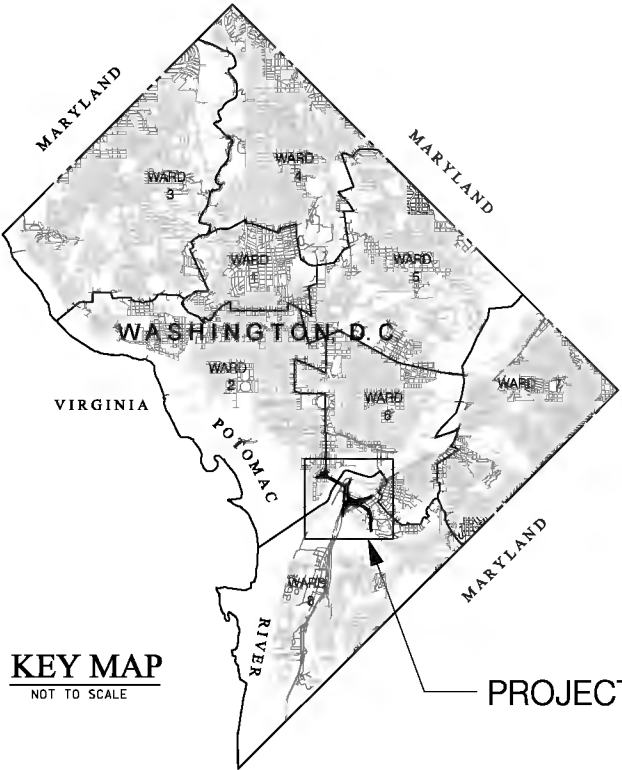 MARYLAND
MARYLAND
WARD
4
WARD
3
WARD
1
WARD
5
WASHINGTON, D.C
WARD
2
WARD 7
WARD
6
VIRGINIA
POTOMAC
MARYLAND
WARD
8
RIVER
KEY MAP
NOT TO SCALE
PROJECT